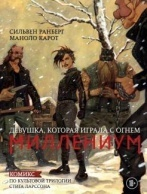 СИЛЬВЕН РАНБЕРГ
МАНОЛО КАРОТ
ДЕВУШКА, КОТОРАЯ ИГРАЛА С ОГНЕМ
МИЛЛЕНИУМ
КОМИКС
ПО КУЛЬТОВОЙ ТРИЛОГИИ
СТИГА ЛАРССОНА